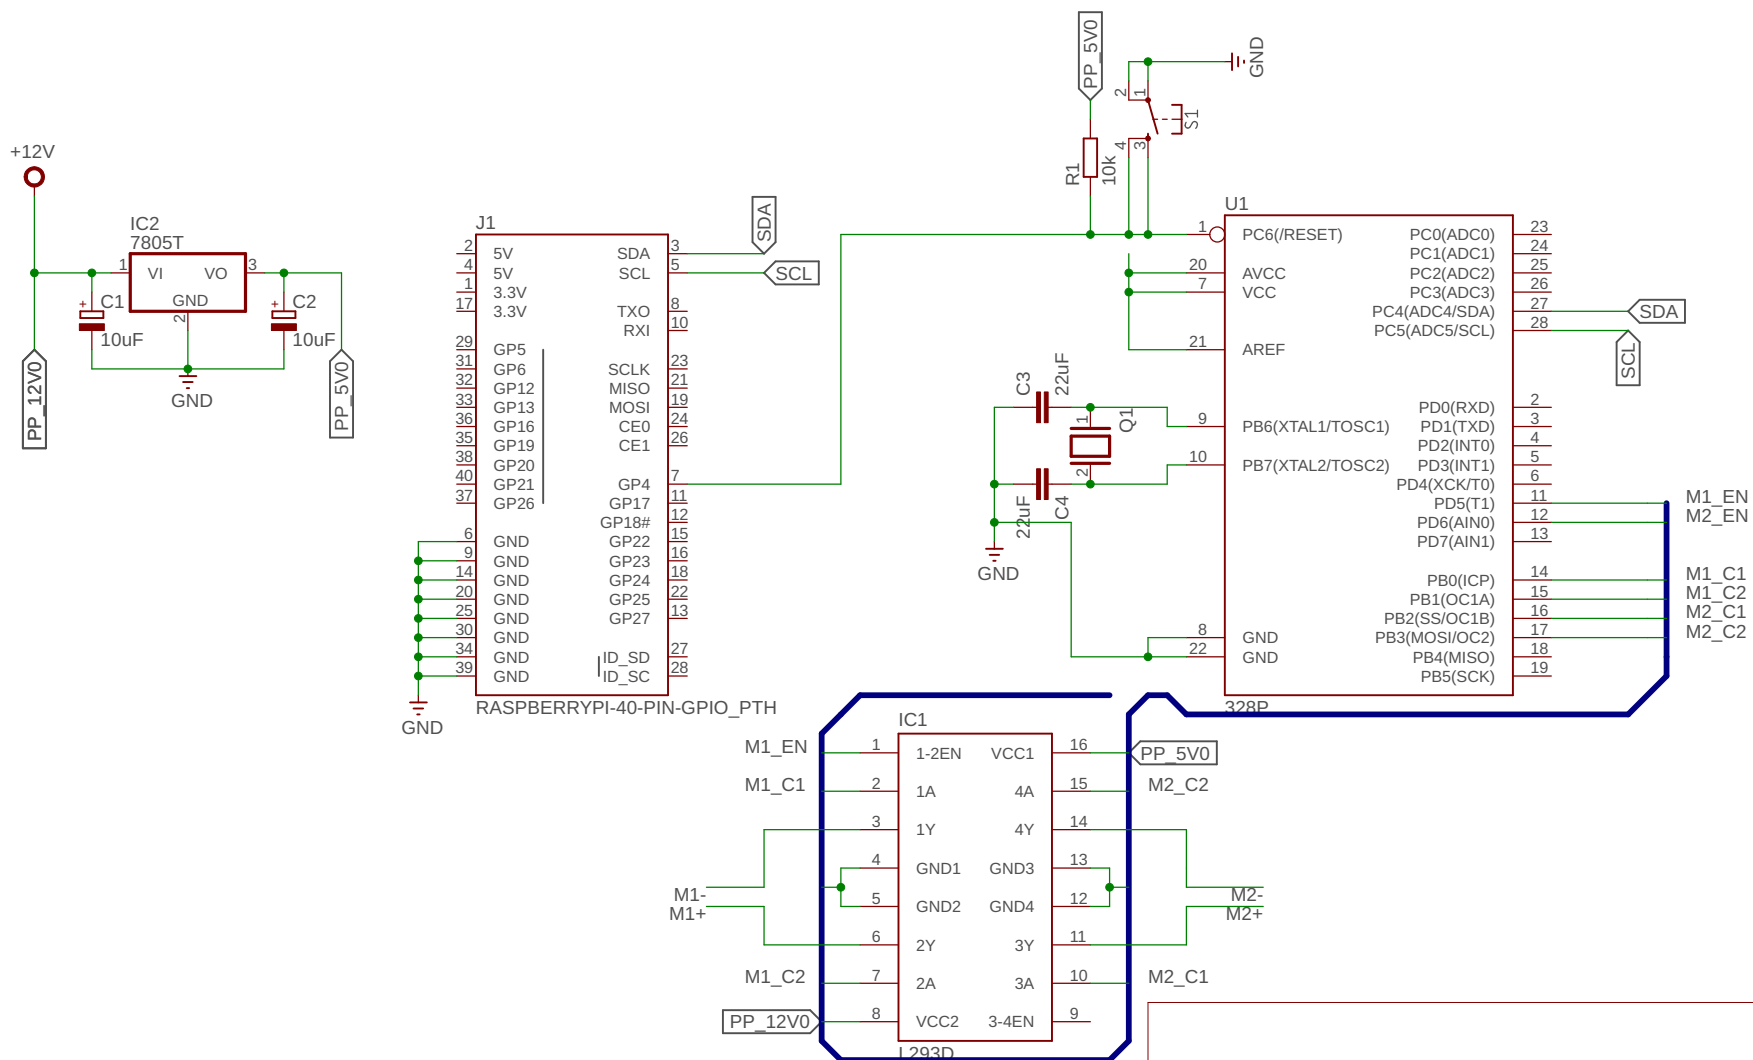 +12V
IC2
7805T
1 VI VO 3
GND
2
+ C1
10uF
+ C2
10uF
PP_12V0
PP_5V0
GND
J1
2 5V
4 5V
1 3.3V
17 3.3V
29 GP5
31 GP6
32 GP12
33 GP13
36 GP16
35 GP19
38 GP20
40 GP21
37 GP26
6 GND
9 GND
14 GND
20 GND
25 GND
30 GND
34 GND
39 GND
SDA 3
SCL 5
TXO 8
RXI 10
SCLK 23
MISO 21
MOSI 19
CE0 24
CE1 26
GP4 7
GP17 11
GP18# 12
GP22 15
GP23 16
GP24 18
GP25 22
GP27 13
ID_SD 27
ID_SC 28
RASPBERRYPI-40-PIN-GPIO_PTH
GND
SDA
SCL
PP_5V0
R1
10k
2 1
4 3
S1
GND
U1
1 PC6(/RESET)
20 AVCC
7 VCC
21 AREF
9 PB6(XTAL1/TOSC1)
10 PB7(XTAL2/TOSC2)
8 GND
22 GND
PC0(ADC0) 23
PC1(ADC1) 24
PC2(ADC2) 25
PC3(ADC3) 26
PC4(ADC4/SDA) 27
PC5(ADC5/SCL) 28
PD0(RXD) 2
PD1(TXD) 3
PD2(INT0) 4
PD3(INT1) 5
PD4(XCK/T0) 6
PD5(T1) 11
PD6(AIN0) 12
PD7(AIN1) 13
PB0(ICP) 14
PB1(OC1A) 15
PB2(SS/OC1B) 16
PB3(MOSI/OC2) 17
PB4(MISO) 18
PB5(SCK) 19
328P
SDA
SCL
M1_EN
M2_EN
M1_C1
M1_C2
M2_C1
M2_C2
C3
22uF
1
Q1
2
22uF
C4
GND
IC1
M1_EN 1 1-2EN
M1_C1 2 1A
3 1Y
4 GND1
5 GND2
6 2Y
M1_C2 7 2A
PP_12V0 8 VCC2
M1-
M1+
VCC1 16 PP_5V0
4A 15 M2_C2
4Y 14
GND3 13
GND4 12
3Y 11
3A 10 M2_C1
3-4EN 9
M2-
M2+
L293D